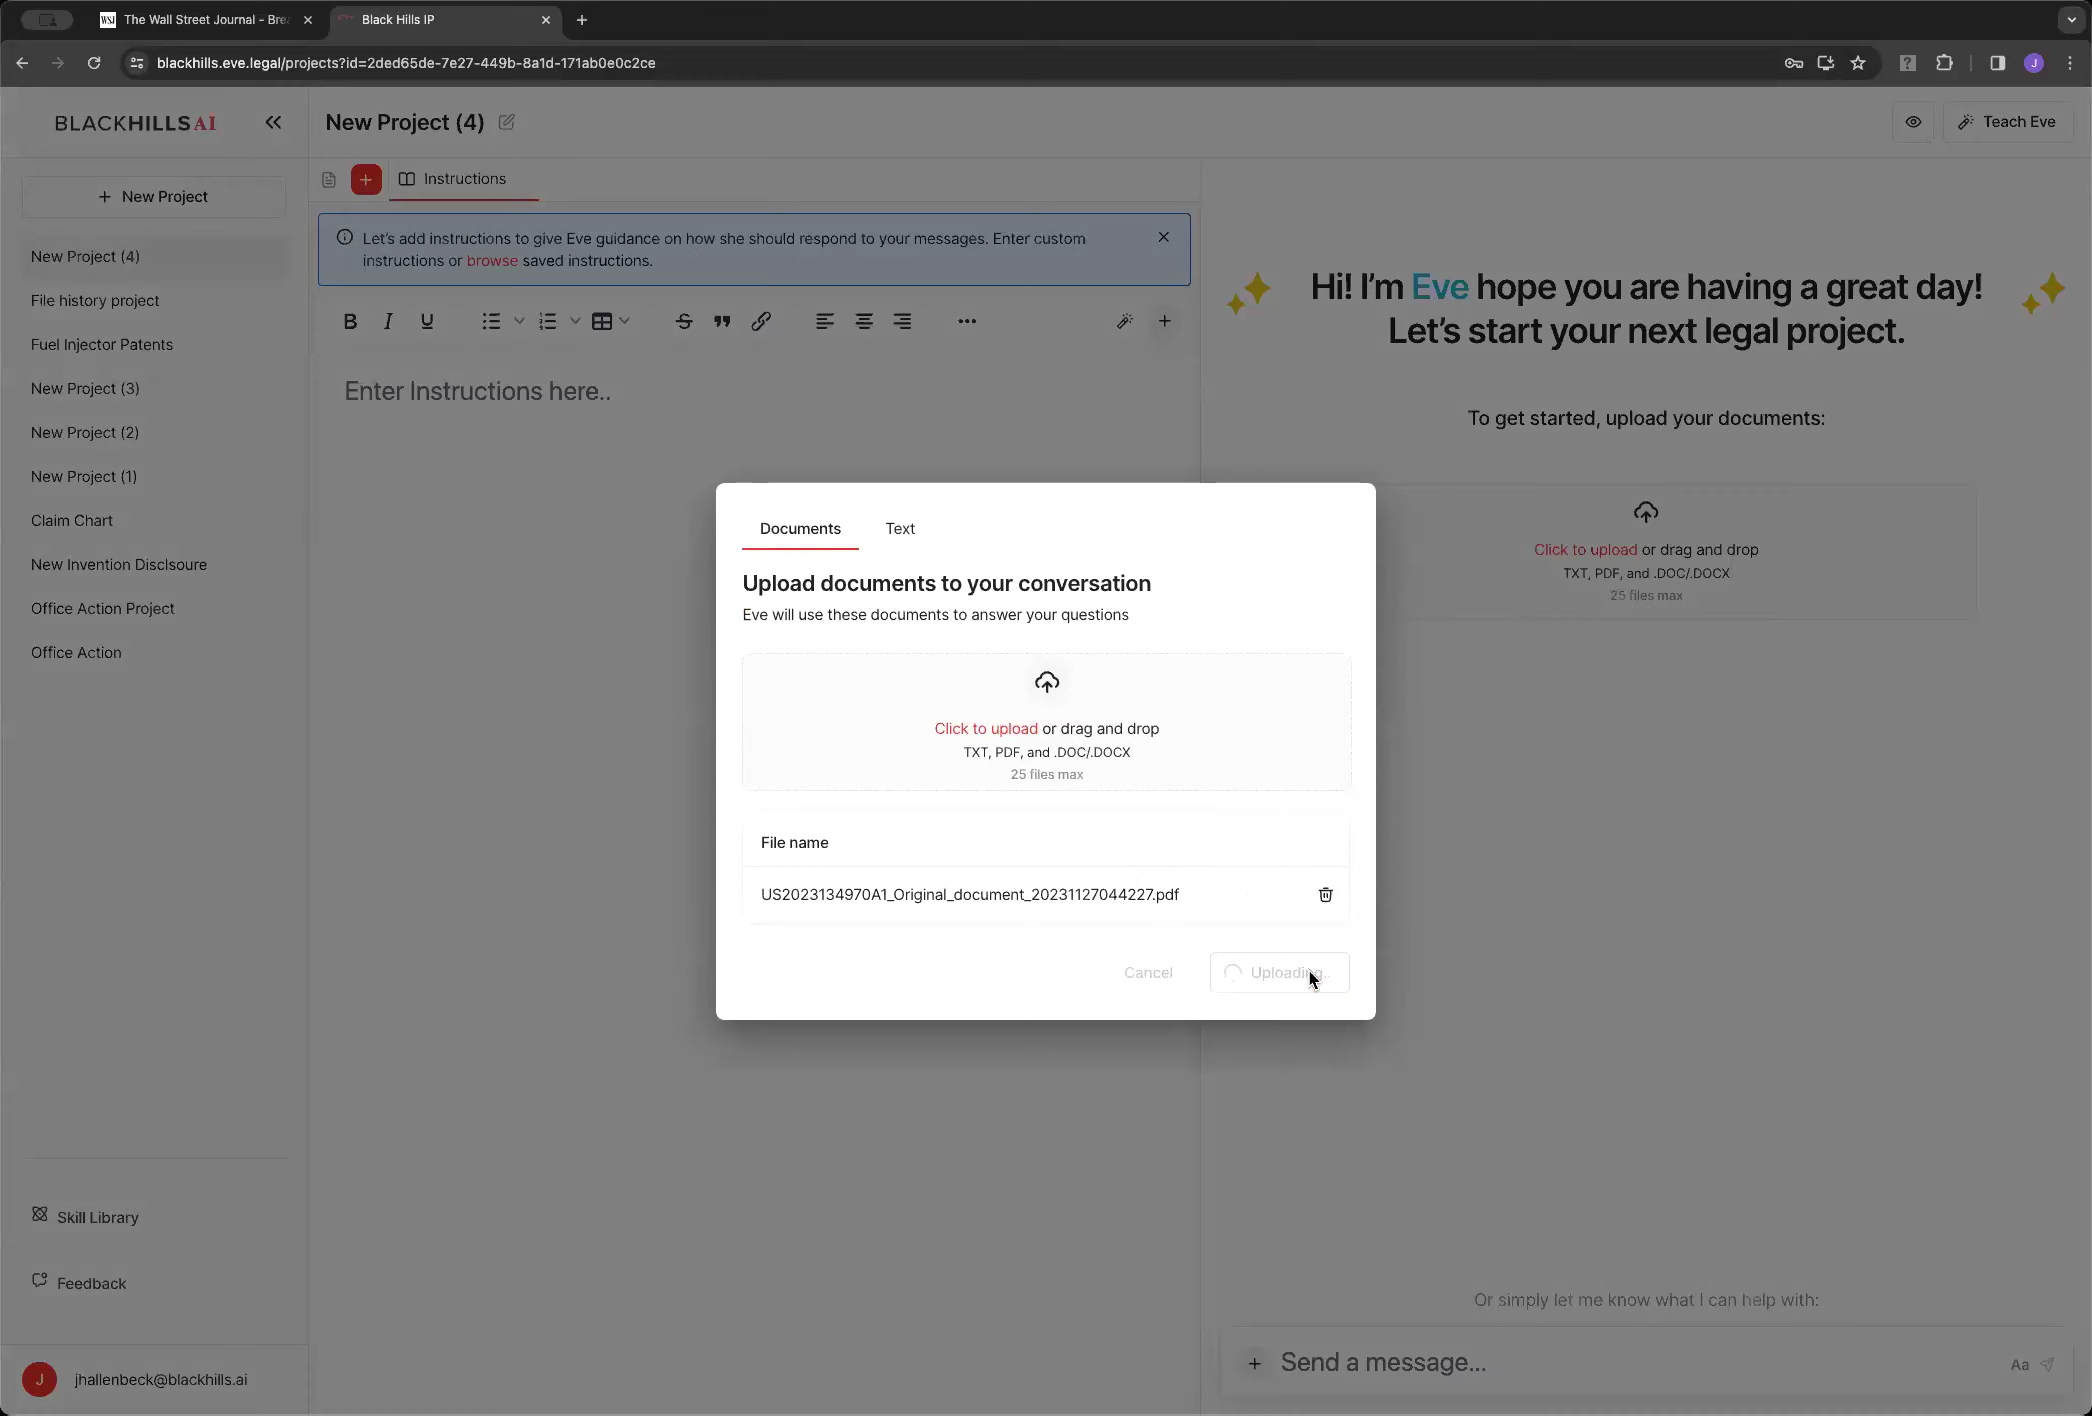 WSJ The Wall Street Journal - Brea
Black Hills IP
blackhills.eve.legal/projects?id=2ded65de-7e27-449b-8a1d-171ab0e0c2ce
J
BLACKHILLSAI
New Project (4)
Teach Eve
New Project
Instructions
Let's add instructions to give Eve guidance on how she should respond to your messages. Enter custom
instructions or browse saved instructions.
New Project (4)
File history project
Fuel Injector Patents
New Project (3)
New Project (2)
New Project (1)
Claim Chart
New Invention Disclsoure
Office Action Project
Office Action
B I U
Enter Instructions here..
Hi! I'm Eve hope you are having a great day!
Let's start your next legal project.
To get started, upload your documents:
Click to upload or drag and drop
TXT, PDF, and .DOC/.DOCX
25 files max
Documents
Text
Upload documents to your conversation
Eve will use these documents to answer your questions
Click to upload or drag and drop
TXT, PDF, and .DOC/.DOCX
25 files max
File name
US2023134970A1_Original_document_20231127044227.pdf
Cancel
Uploading..
Skill Library
Feedback
J
jhallenbeck@blackhills.ai
Or simply let me know what I can help with:
Send a message...
Aa